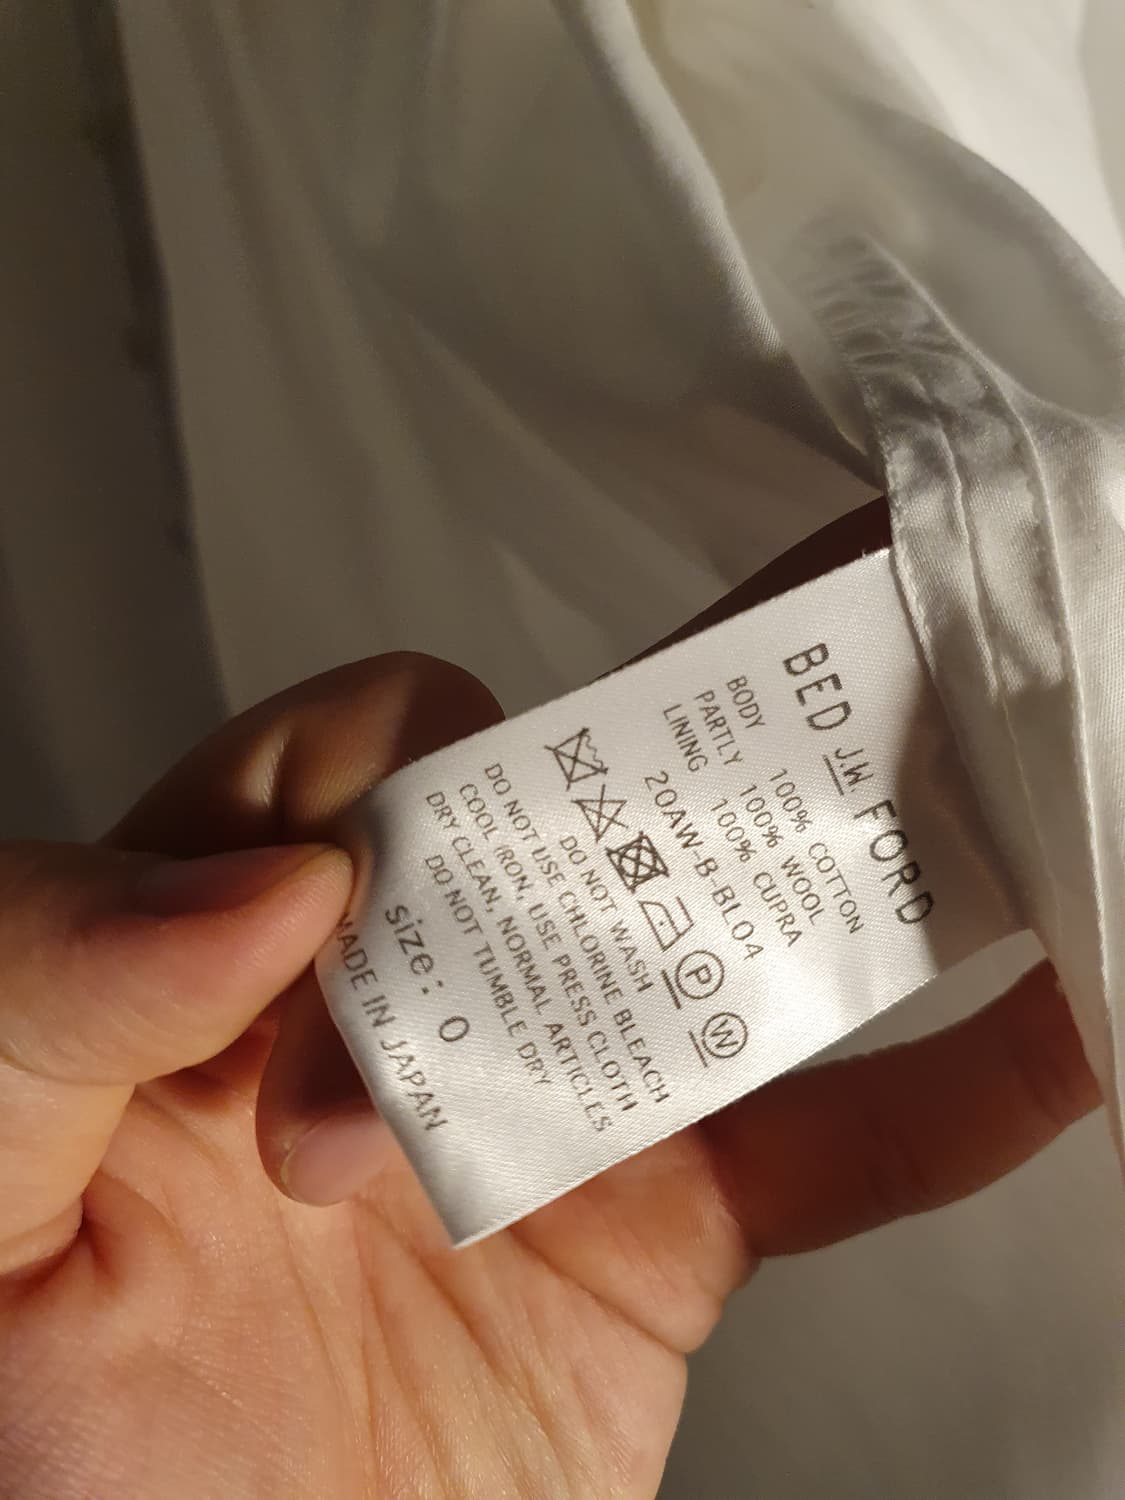 BED J.W. FORD
BODY 100% COTTON
PARTLY 100% WOOL
LINING 100% CUPRA
20AW-B-BL04
P W
DO NOT WASH
DO NOT USE CHLORINE BLEACH
COOL IRON, USE PRESS CLOTH
DRY CLEAN, NORMAL ARTICLES
DO NOT TUMBLE DRY
size: 0
MADE IN JAPAN